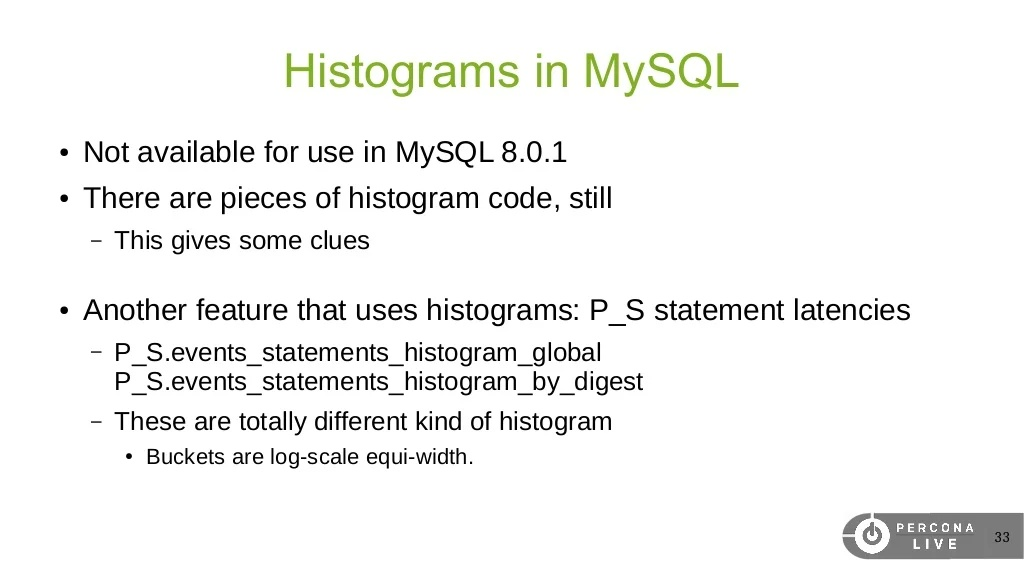 Histograms in MySQL
• Not available for use in MySQL 8.0.1
• There are pieces of histogram code, still
– This gives some clues
• Another feature that uses histograms: P_S statement latencies
– P_S.events_statements_histogram_global
P_S.events_statements_histogram_by_digest
– These are totally different kind of histogram
• Buckets are log-scale equi-width.
PERCONA
LIVE
33